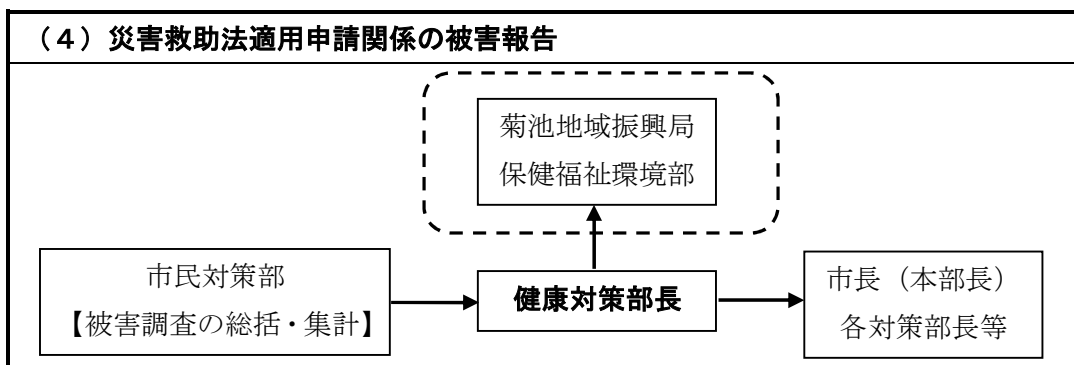 （４）災害救助法適用申請関係の被害報告
菊池地域振興局
保健福祉環境部
市民対策部
【被害調査の総括・集計】
健康対策部長
市長（本部長）
各対策部長等